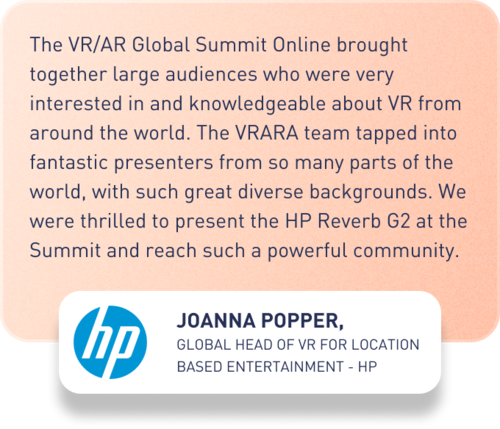 The VR/AR Global Summit Online brought
together large audiences who were very
interested in and knowledgeable about VR from
around the world. The VRARA team tapped into
fantastic presenters from so many parts of the
world, with such great diverse backgrounds. We
were thrilled to present the HP Reverb G2 at the
Summit and reach such a powerful community.
hp
JOANNA POPPER,
GLOBAL HEAD OF VR FOR LOCATION
BASED ENTERTAINMENT - HP